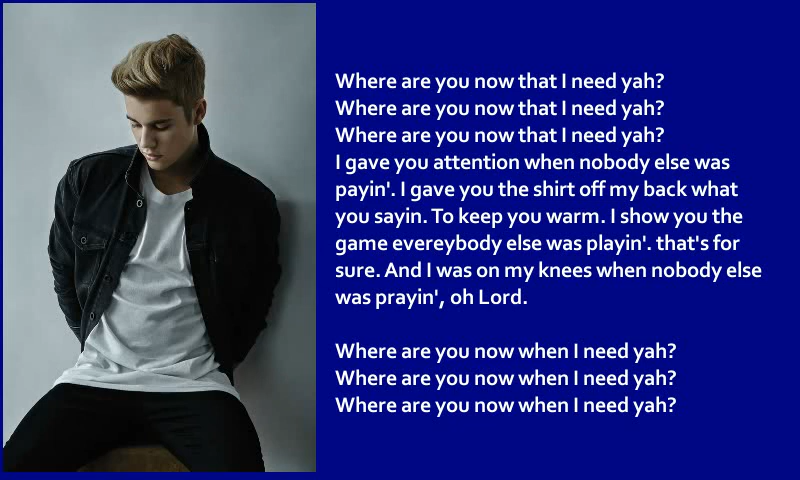 Where are you now that I need yah?
Where are you now that I need yah?
Where are you now that I need yah?
I gave you attention when nobody else was
payin'. I gave you the shirt off my back what
you sayin. To keep you warm. I show you the
game evereybody else was playin'. that's for
sure. And I was on my knees when nobody else
was prayin', oh Lord.

Where are you now when I need yah?
Where are you now when I need yah?
Where are you now when I need yah?